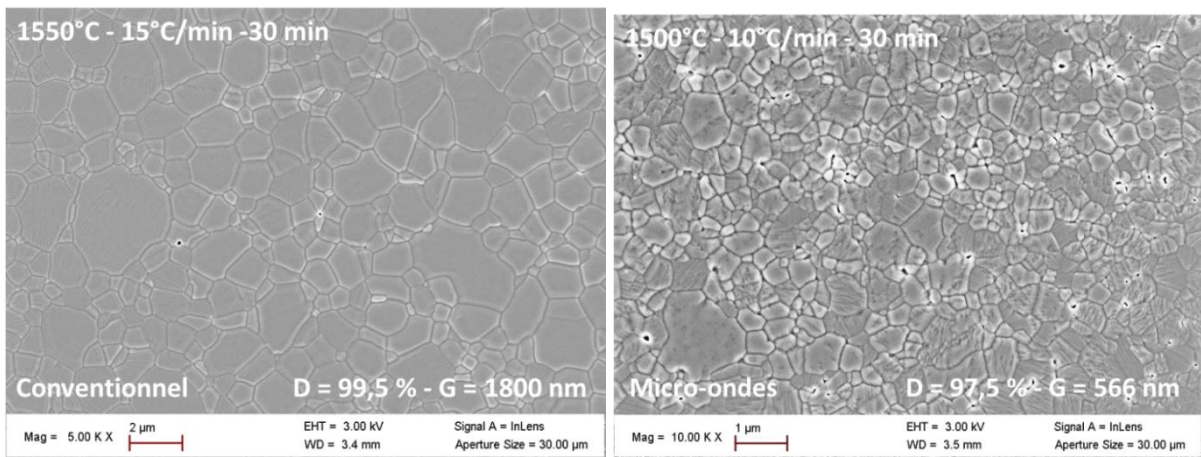 1550°C - 15°C/min -30 min
Conventionnel D = 99,5 % - G = 1800 nm
Mag = 5.00 K X 2 µm EHT = 3.00 kV Signal A = InLens
WD = 3.4 mm Aperture Size = 30.00 µm
1500°C - 10°C/min - 30 min
Micro-ondes D = 97,5 % - G = 566 nm
Mag = 10.00 K X 1 µm EHT = 3.00 kV Signal A = InLens
WD = 3.5 mm Aperture Size = 30.00 µm